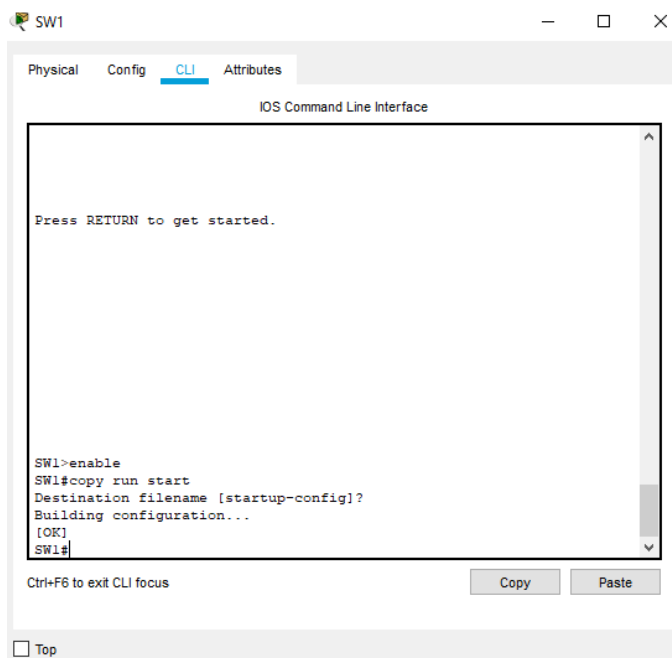 SW1
Physical Config CLI Attributes
IOS Command Line Interface
Press RETURN to get started.
SW1>enable
SW1#copy run start
Destination filename [startup-config]?
Building configuration...
[OK]
SW1#
Ctrl+F6 to exit CLI focus
Copy Paste
Top